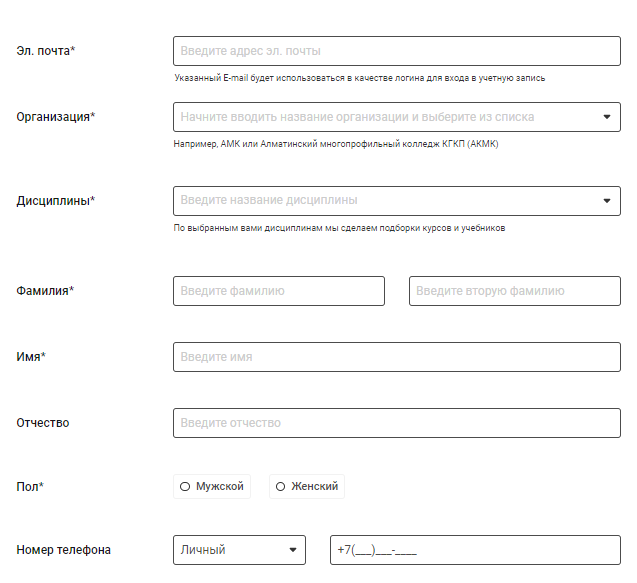 Эл. почта*
Введите адрес эл. почты
Указанный E-mail будет использоваться в качестве логина для входа в учетную запись
Организация*
Начните вводить название организации и выберите из списка
Например, АМК или Алматинский многопрофильный колледж КГКП (АКМК)
Дисциплины*
Введите название дисциплины
По выбранным вами дисциплинам мы сделаем подборки курсов и учебников
Фамилия*
Введите фамилию
Введите вторую фамилию
Имя*
Введите имя
Отчество
Введите отчество
Пол*
Мужской
Женский
Номер телефона
Личный
+7(___)___-____